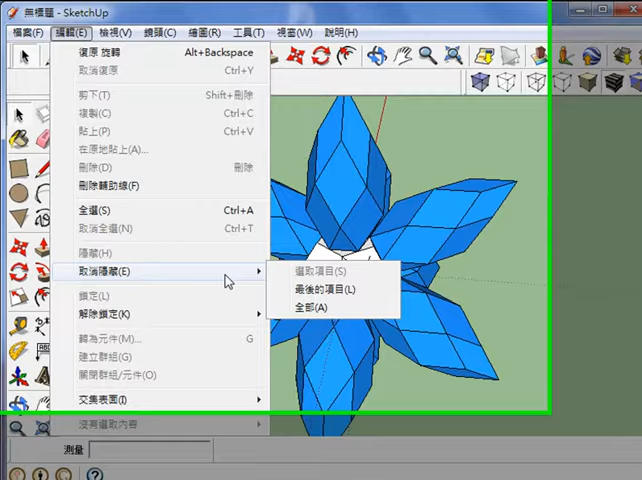 無標題 - SketchUp
檔案(F) 編輯(E) 檢視(V) 鏡頭(C) 繪圖(R) 工具(T) 視窗(W) 說明(H)
復原 旋轉 Alt+Backspace
取消復原 Ctrl+Y
剪下(T) Shift+刪除
複製(C) Ctrl+C
貼上(P) Ctrl+V
在原地貼上(A)...
刪除(D) 刪除
刪除輔助線(F)
全選(S) Ctrl+A
取消全選(N) Ctrl+T
隱藏(H)
取消隱藏(E)
選取項目(S)
最後的項目(L)
全部(A)
鎖定(L)
解除鎖定(K)
轉為元件(M)... G
建立群組(G)
關閉群組/元件(O)
交集表面(I)
沒有選取內容
測量